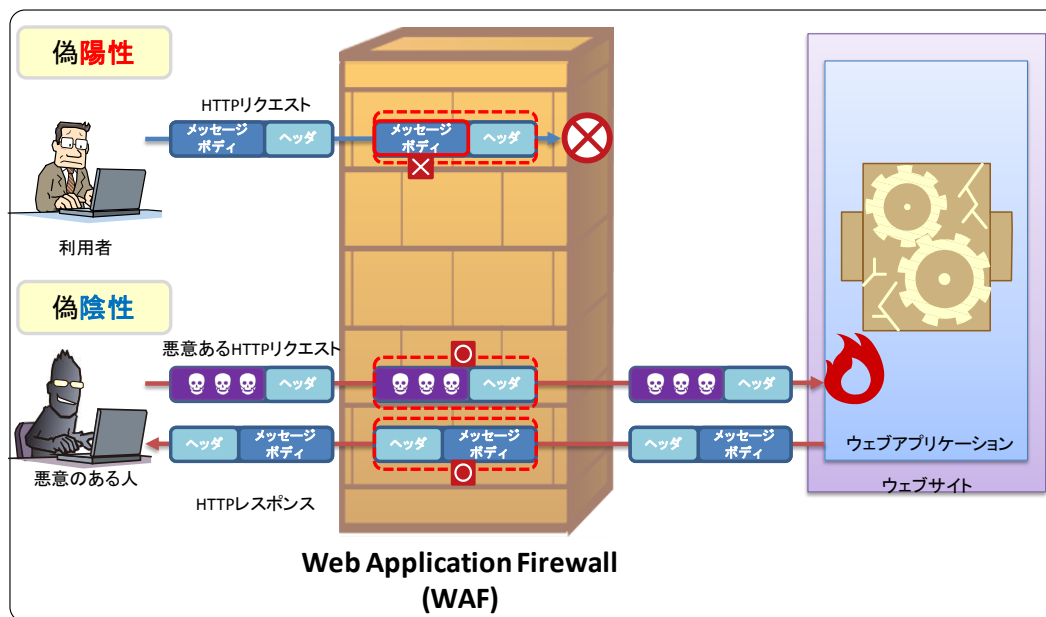 偽陽性
HTTPリクエスト
メッセージ
ボディ
ヘッダ
メッセージ
ボディ
ヘッダ
利用者
偽陰性
悪意あるHTTPリクエスト
ヘッダ
ヘッダ
ヘッダ
ヘッダ
メッセージ
ボディ
ヘッダ
メッセージ
ボディ
ヘッダ
メッセージ
ボディ
悪意のある人
HTTPレスポンス
ウェブアプリケーション
ウェブサイト
Web Application Firewall
(WAF)